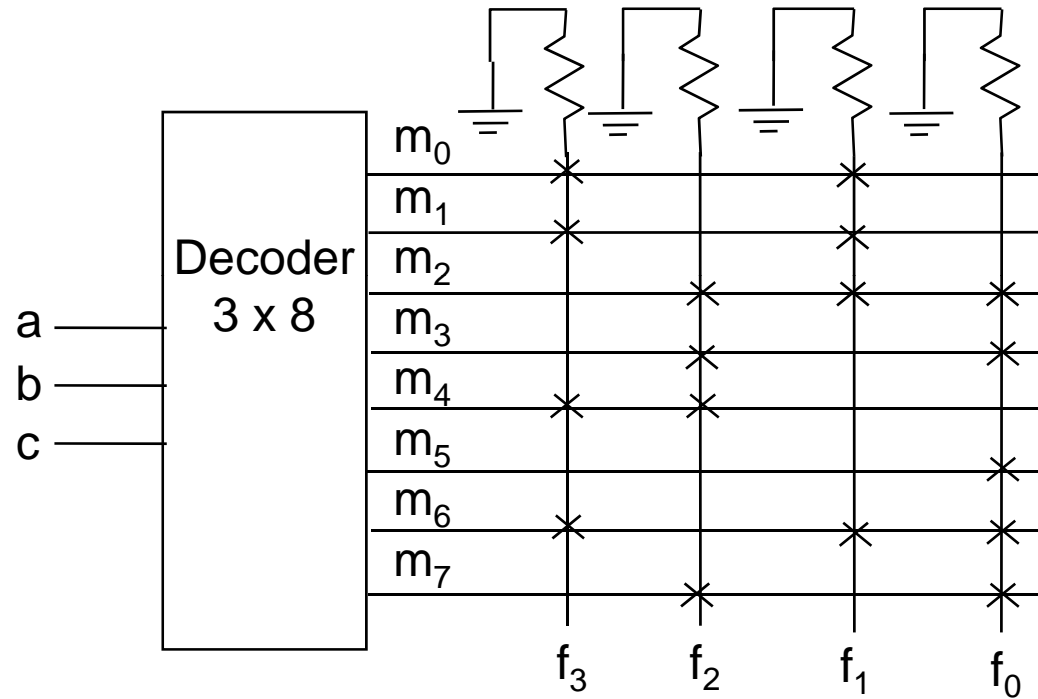 m₀
m₁
Decoder
3 x 8
m₂
a
m₃
b
m₄
c
m₅
m₆
m₇
f₃ f₂ f₁ f₀